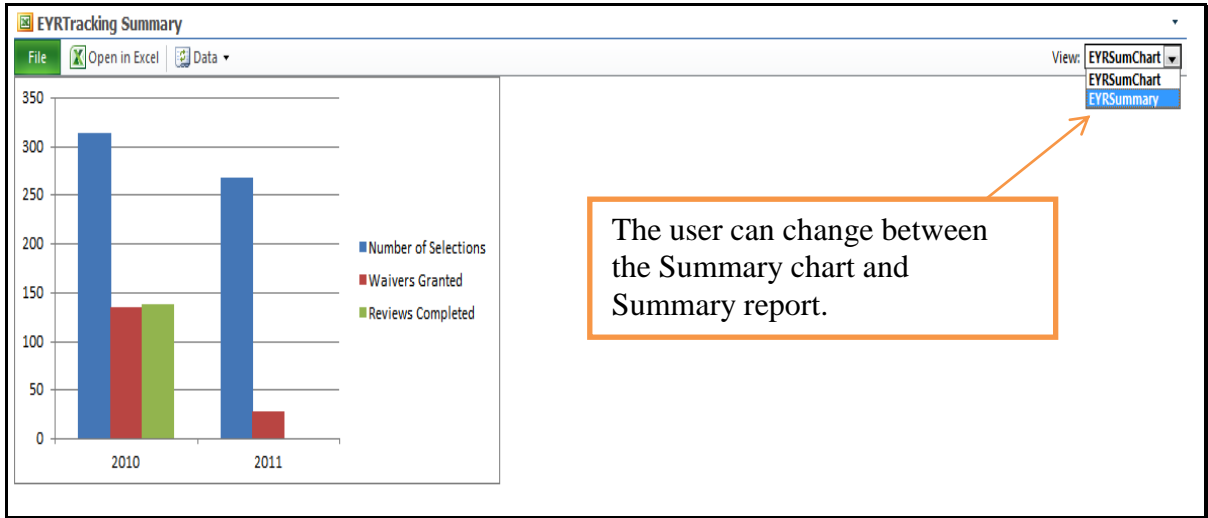 EYRTracking Summary
File Open in Excel Data View: EYRSumChart
EYRSumChart
EYRSummary
350
300
250
200
150
100
50
0
2010 2011
Number of Selections
Waivers Granted
Reviews Completed
The user can change between
the Summary chart and
Summary report.